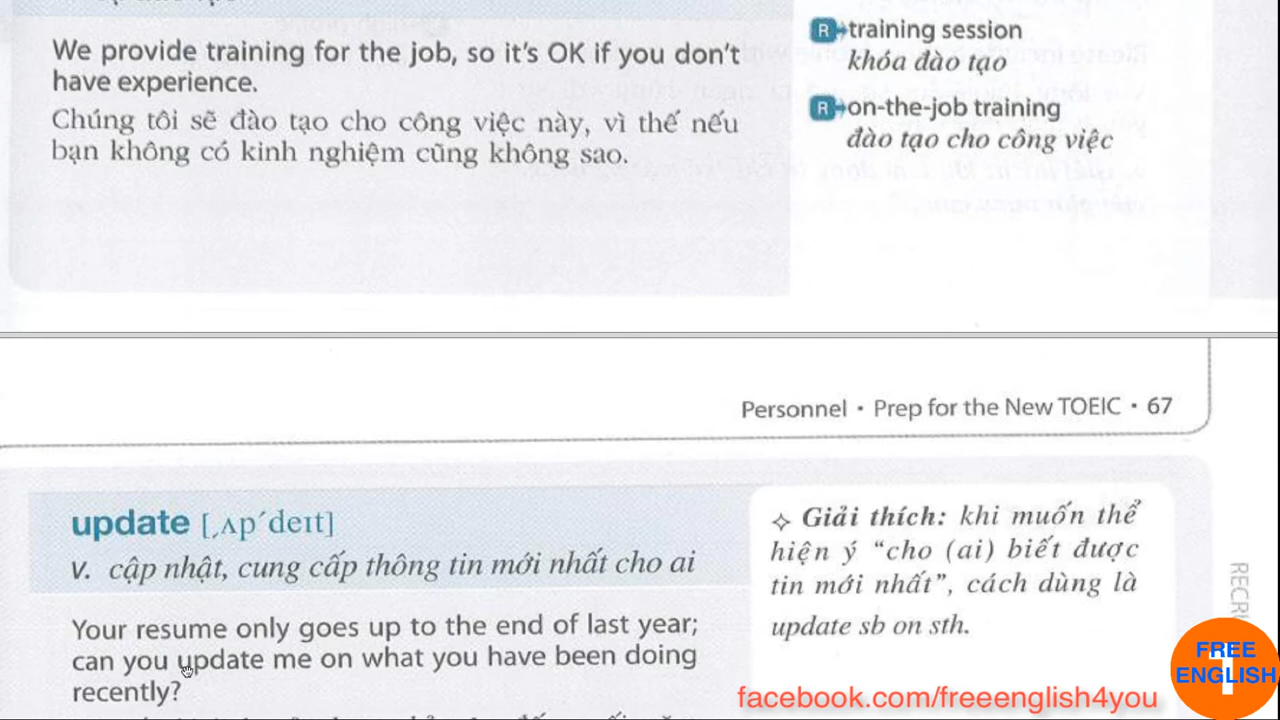 We provide training for the job, so it's OK if you don't
have experience.
Chúng tôi sẽ đào tạo cho công việc này, vì thế nếu
bạn không có kinh nghiệm cũng không sao.
R training session
khóa đào tạo
R on-the-job training
đào tạo cho công việc
Personnel • Prep for the New TOEIC • 67
update [ˌʌpˊdeɪt]
v. cập nhật, cung cấp thông tin mới nhất cho ai
Your resume only goes up to the end of last year;
can you update me on what you have been doing
recently?
✧ Giải thích: khi muốn thể
hiện ý “cho (ai) biết được
tin mới nhất”, cách dùng là
update sb on sth.
FREE
1
ENGLISH
facebook.com/freeenglish4you